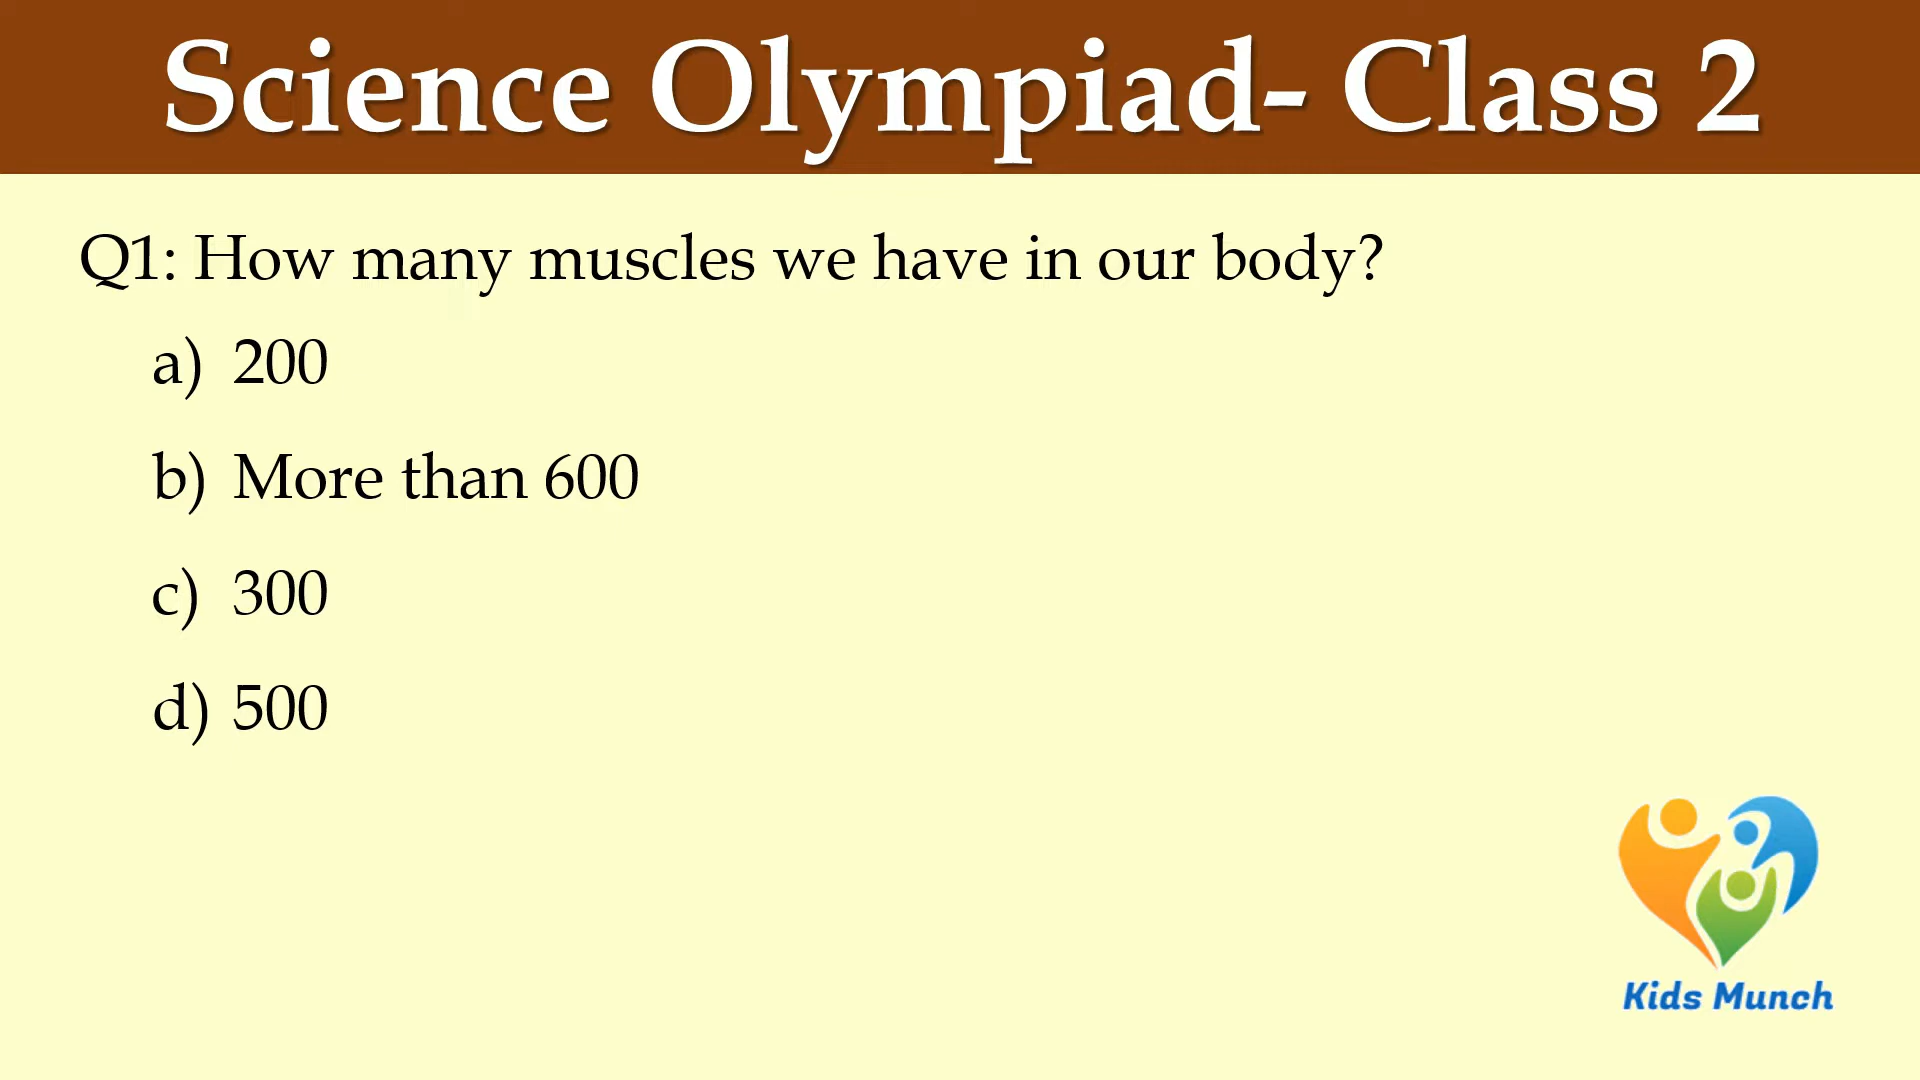 Science Olympiad- Class 2
Q1: How many muscles we have in our body?
a) 200
b) More than 600
c) 300
d) 500
Kids Munch